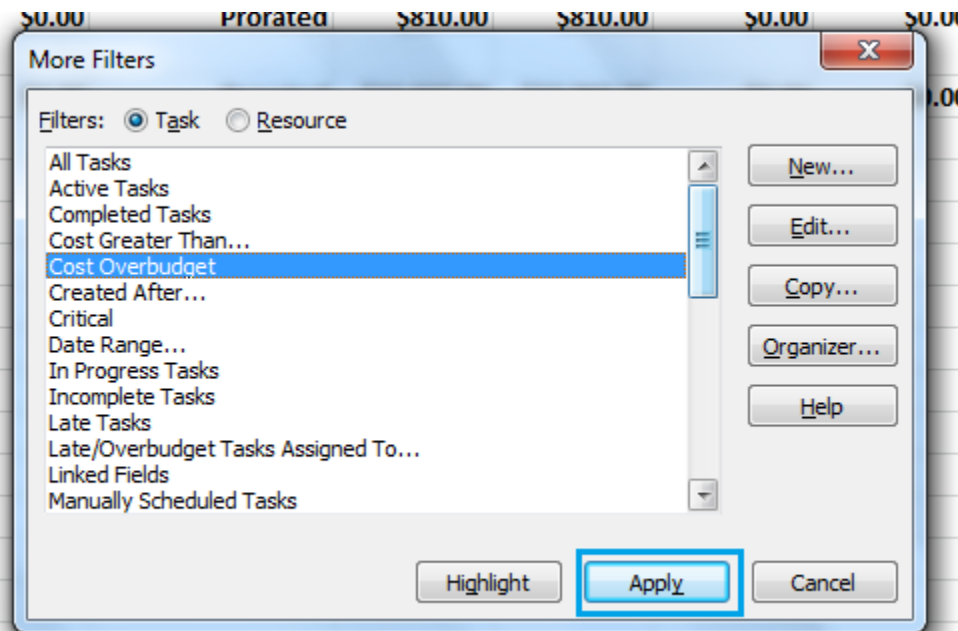 $0.00 Prorated $810.00 $810.00 $0.00 $0.00
More Filters
Filters: Task Resource
All Tasks
Active Tasks
Completed Tasks
Cost Greater Than...
Cost Overbudget
Created After...
Critical
Date Range...
In Progress Tasks
Incomplete Tasks
Late Tasks
Late/Overbudget Tasks Assigned To...
Linked Fields
Manually Scheduled Tasks
New...
Edit...
Copy...
Organizer...
Help
Highlight Apply Cancel